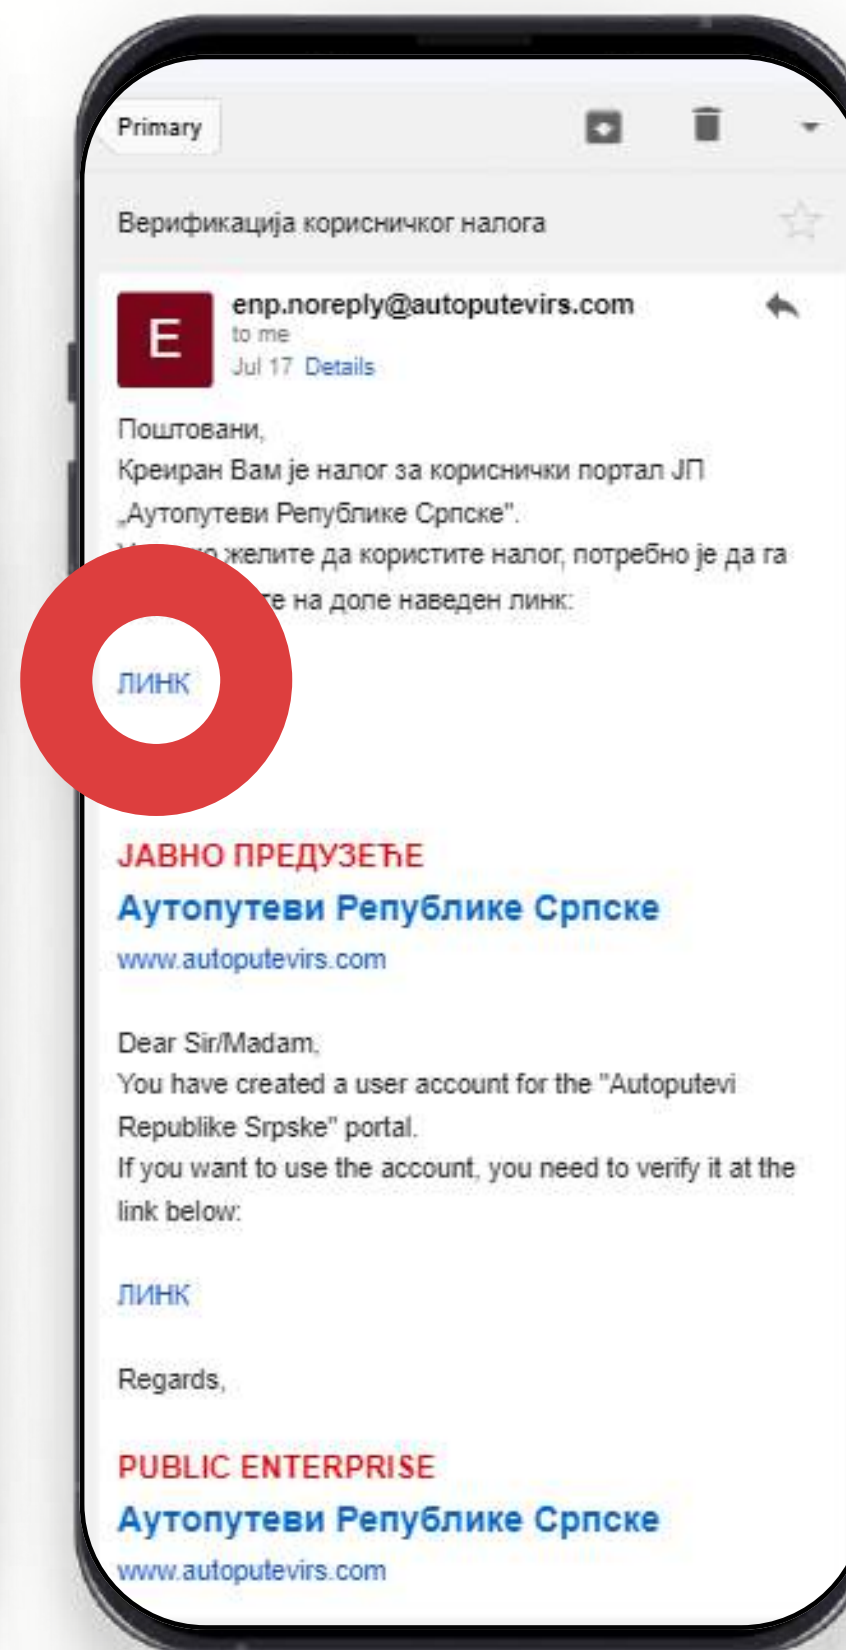 Primary
Верификација корисничког налога
E
enp.noreply@autoputevirs.com
to me
Jul 17 Details
Поштовани,
Креиран Вам је налог за кориснички портал ЈП
„Аутопутеви Републике Српске".
желите да користите налог, потребно је да га
на доле наведен линк:
ЛИНК
ЈАВНО ПРЕДУЗЕЋЕ
Аутопутеви Републике Српске
www.autoputevirs.com
Dear Sir/Madam,
You have created a user account for the "Autoputevi
Republike Srpske" portal.
If you want to use the account, you need to verify it at the
link below:
ЛИНК
Regards,
PUBLIC ENTERPRISE
Аутопутеви Републике Српске
www.autoputevirs.com